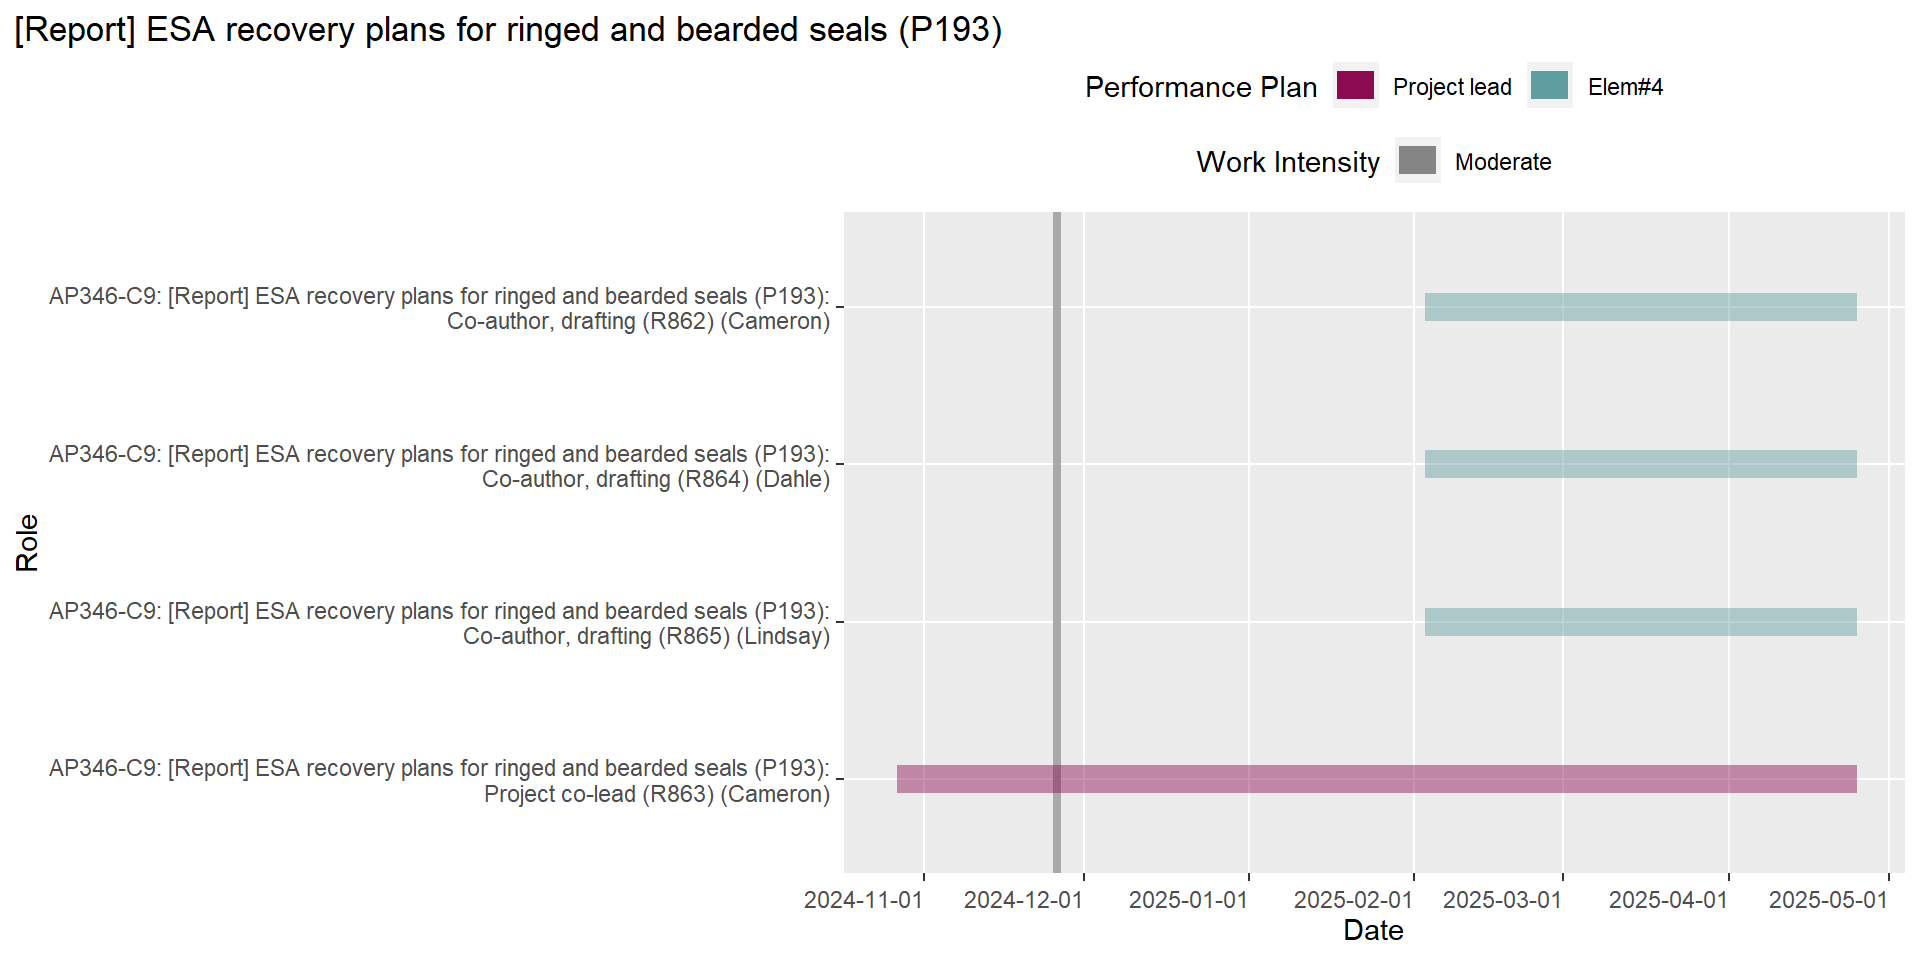 [Report] ESA recovery plans for ringed and bearded seals (P193)
Performance Plan Project lead Elem#4
Work Intensity Moderate
AP346-C9: [Report] ESA recovery plans for ringed and bearded seals (P193):
Co-author, drafting (R862) (Cameron)
AP346-C9: [Report] ESA recovery plans for ringed and bearded seals (P193):
Co-author, drafting (R864) (Dahle)
Role
AP346-C9: [Report] ESA recovery plans for ringed and bearded seals (P193):
Co-author, drafting (R865) (Lindsay)
AP346-C9: [Report] ESA recovery plans for ringed and bearded seals (P193):
Project co-lead (R863) (Cameron)
2024-11-01 2024-12-01 2025-01-01 2025-02-01 2025-03-01 2025-04-01 2025-05-01
Date